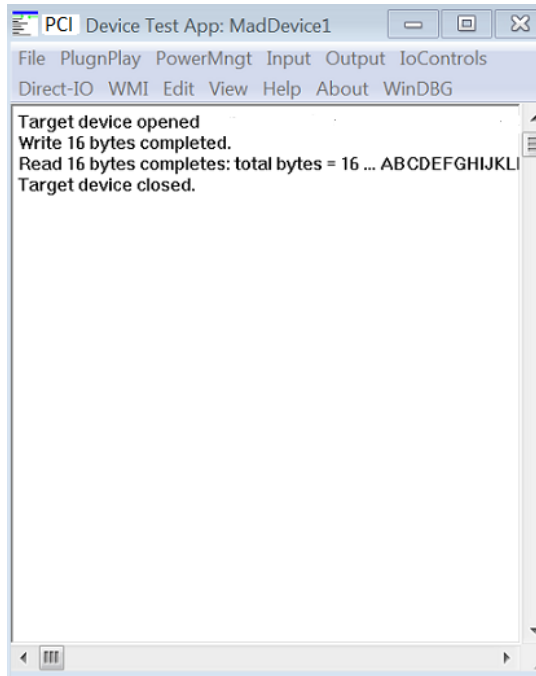 PCI Device Test App: MadDevice1
File PlugnPlay PowerMngt Input Output IoControls
Direct-IO WMI Edit View Help About WinDBG
Target device opened
Write 16 bytes completed.
Read 16 bytes completes: total bytes = 16 ... ABCDEFGHIJKL
Target device closed.